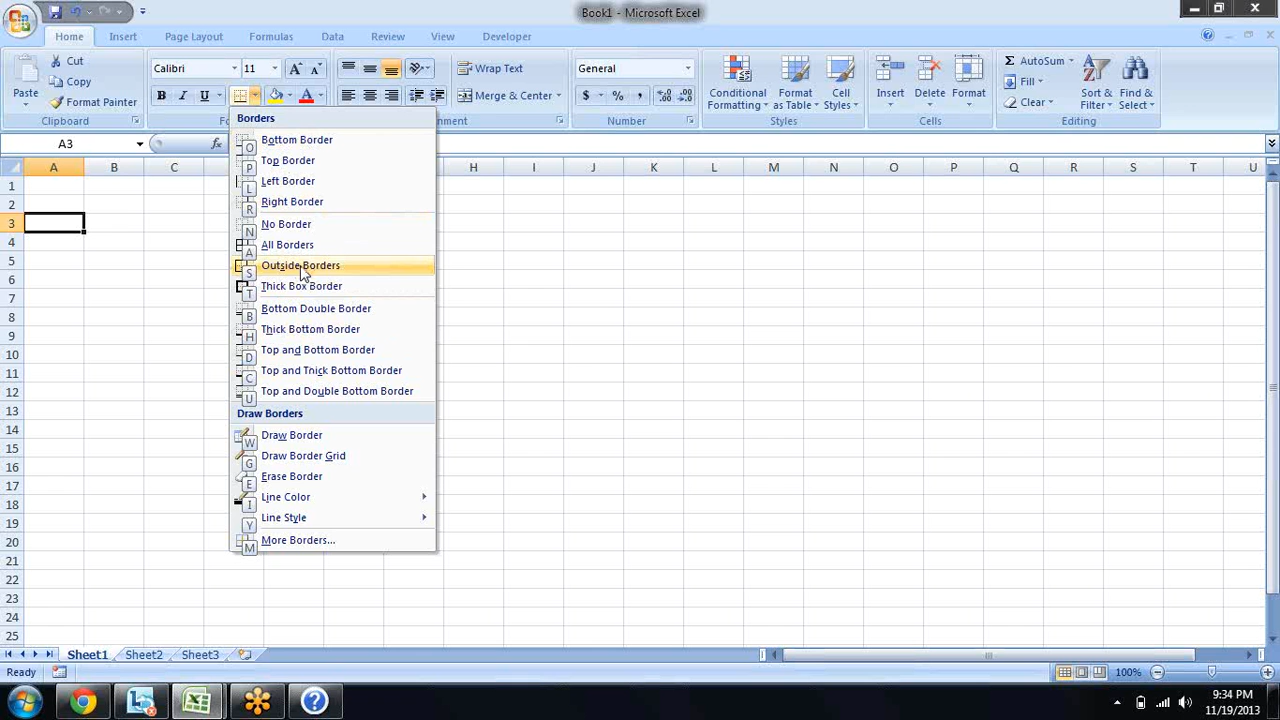 Book1 - Microsoft Excel
Home Insert Page Layout Formulas Data Review View Developer
Paste Cut Calibri 11 Wrap Text General Conditional Formatting Format as Table Cell Styles Insert Delete Format AutoSum Sort & Filter Find & Select
Copy B I U Merge & Center $ % , Fill
Format Painter Clear
Clipboard Number Styles Cells Editing
A3 fx
Borders
Bottom Border
Top Border
Left Border
Right Border
No Border
All Borders
Outside Borders
Thick Box Border
Bottom Double Border
Thick Bottom Border
Top and Bottom Border
Top and Thick Bottom Border
Top and Double Bottom Border
Draw Borders
Draw Border
Draw Border Grid
Erase Border
Line Color
Line Style
More Borders...
O
P
L
R
N
A
S
T
B
H
D
C
U
W
G
E
I
Y
M
A B C H I J K L M N O P Q R S T U
1
2
3
4
5
6
7
8
9
10
11
12
13
14
15
16
17
18
19
20
21
22
23
24
25
Sheet1 Sheet2 Sheet3
Ready 100%
9:34 PM
11/19/2013